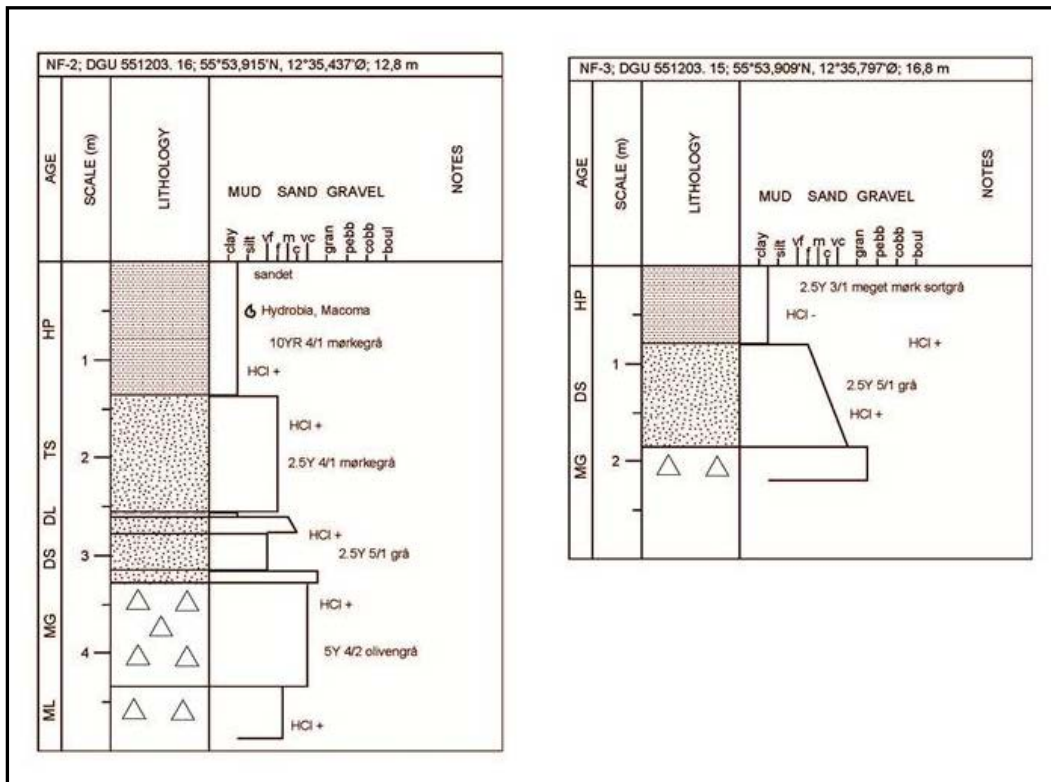 NF-2; DGU 551203. 16; 55°53,915'N, 12°35,437'Ø; 12,8 m
AGE
SCALE (m)
LITHOLOGY
MUD SAND GRAVEL
NOTES
clay
silt
vf
f
m
c
vc
gran
pebb
cobb
boul
HP
sandet
Hydrobia, Macoma
10YR 4/1 mørkegrå
1
HCl +
TS
HCl +
2
2.5Y 4/1 mørkegrå
DL
HCl +
DS
3
2.5Y 5/1 grå
MG
HCl +
4
5Y 4/2 olivengrå
ML
HCl +
NF-3; DGU 551203. 15; 55°53,909'N, 12°35,797'Ø; 16,8 m
AGE
SCALE (m)
LITHOLOGY
MUD SAND GRAVEL
NOTES
clay
silt
vf
f
m
c
vc
gran
pebb
cobb
boul
HP
2.5Y 3/1 meget mørk sortgrå
HCl -
HCl +
1
DS
2.5Y 5/1 grå
HCl +
MG
2